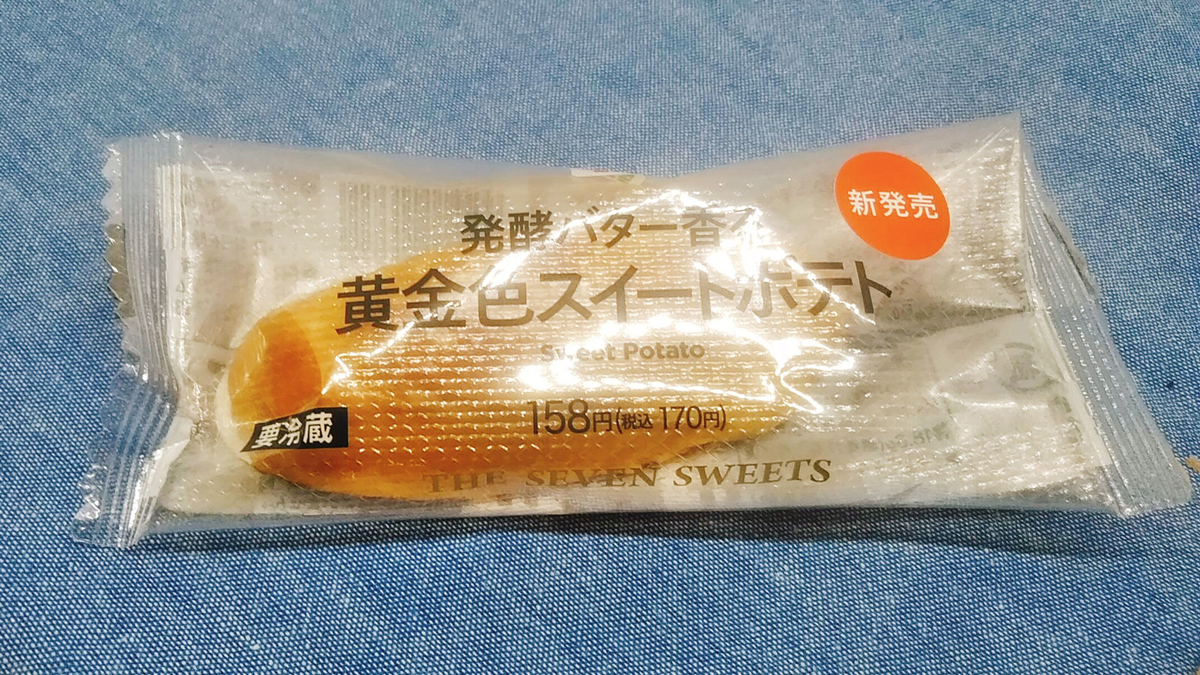 新発売
発酵バター香る
黄金色スイートポテト
Sweet Potato
158円(税込 170円)
要冷蔵
THE SEVEN SWEETS